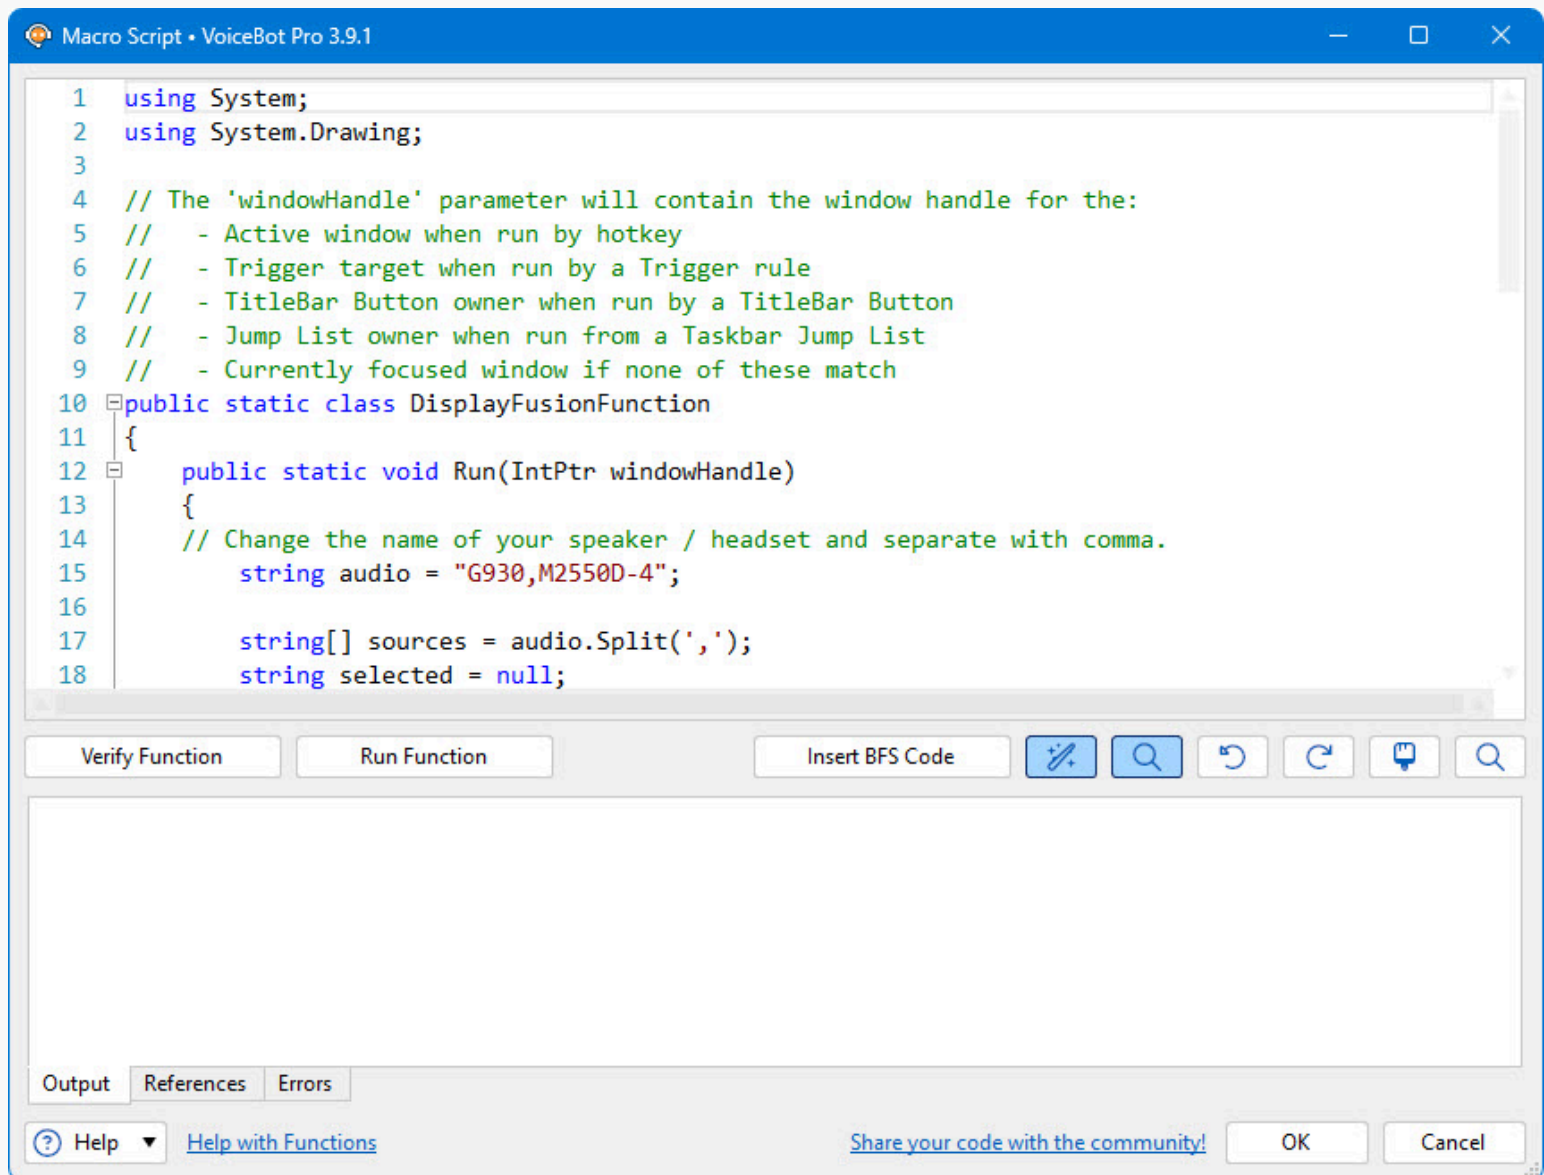 Macro Script • VoiceBot Pro 3.9.1
1 using System;
2 using System.Drawing;
3
4 // The 'windowHandle' parameter will contain the window handle for the:
5 //   - Active window when run by hotkey
6 //   - Trigger target when run by a Trigger rule
7 //   - TitleBar Button owner when run by a TitleBar Button
8 //   - Jump List owner when run from a Taskbar Jump List
9 //   - Currently focused window if none of these match
10 public static class DisplayFusionFunction
11 {
12     public static void Run(IntPtr windowHandle)
13     {
14     // Change the name of your speaker / headset and separate with comma.
15         string audio = "G930,M2550D-4";
16
17         string[] sources = audio.Split(',');
18         string selected = null;
Verify Function Run Function Insert BFS Code
Output References Errors
? Help Help with Functions Share your code with the community! OK Cancel